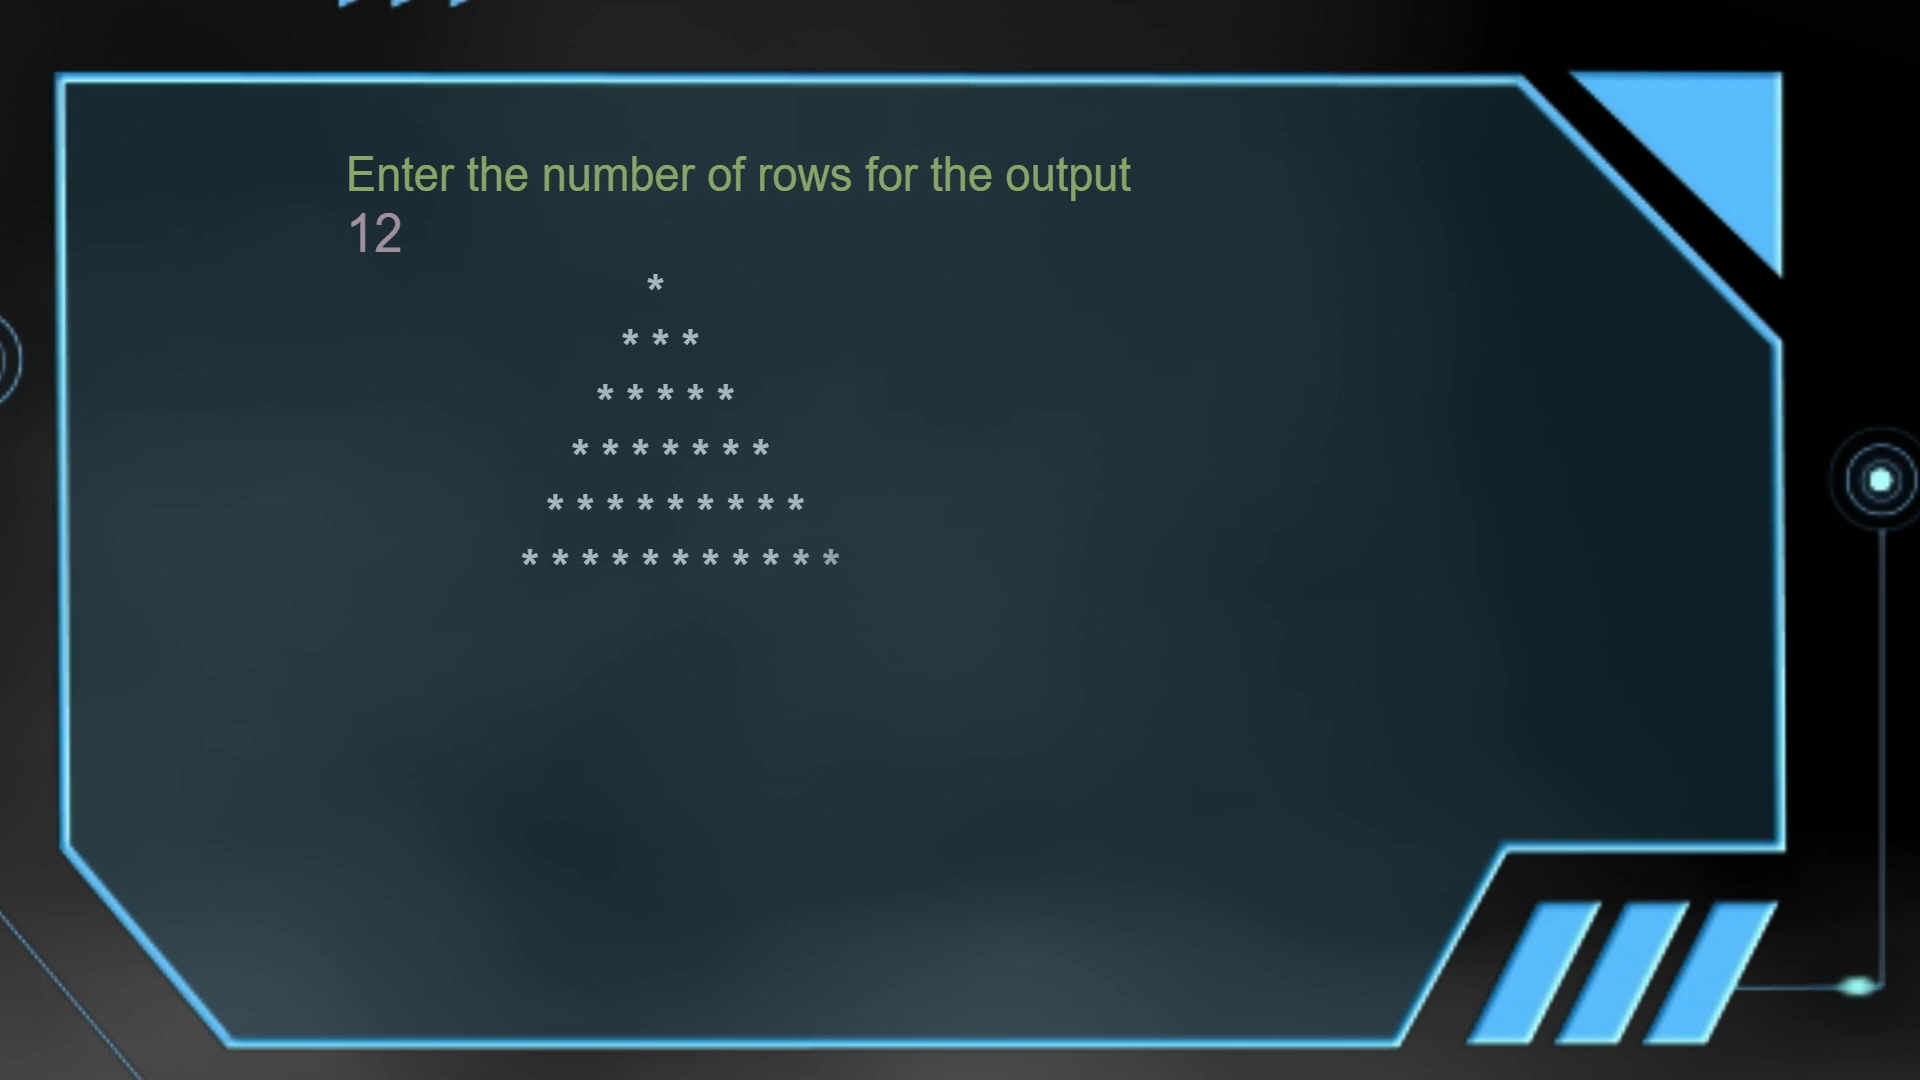 Enter the number of rows for the output
12
*
* * *
* * * * *
* * * * * * *
* * * * * * * * *
* * * * * * * * * * *